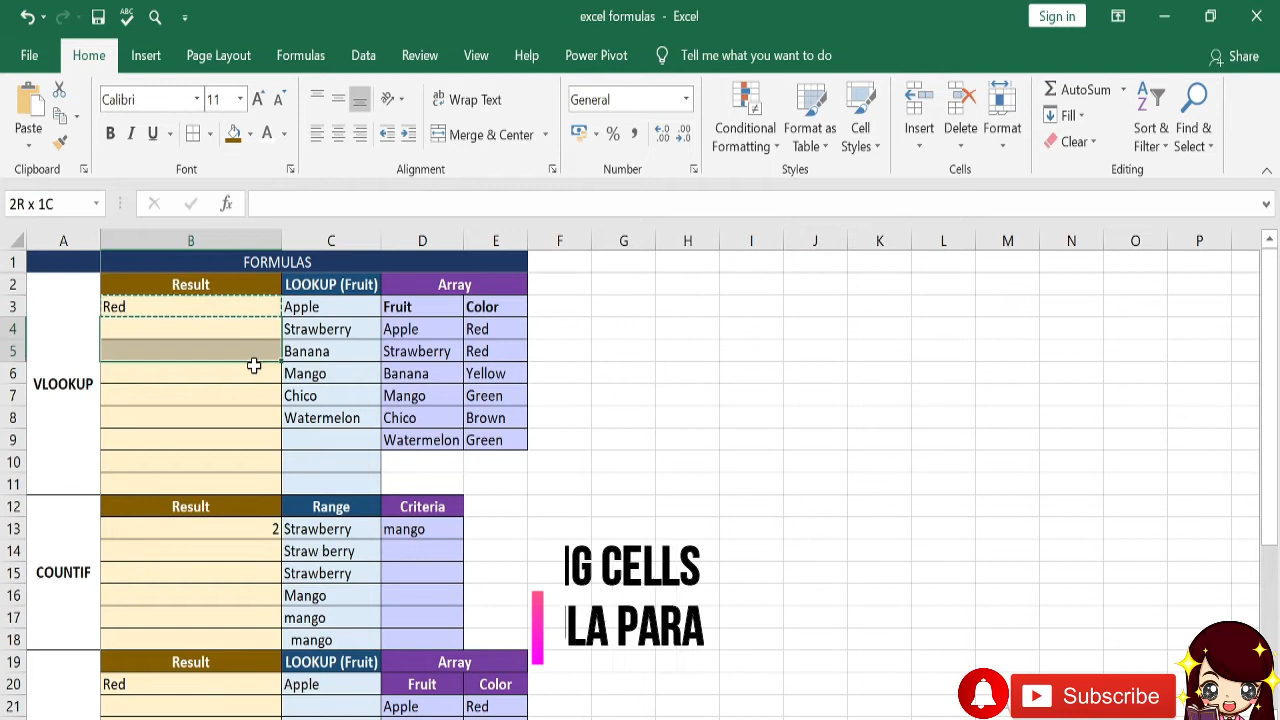 excel formulas - Excel
Sign in
File Home Insert Page Layout Formulas Data Review View Help Power Pivot Tell me what you want to do Share
Paste
Calibri 11
Wrap Text
General
Merge & Center
Conditional Formatting
Format as Table
Cell Styles
Insert Delete Format
AutoSum
Fill
Clear
Sort & Filter
Find & Select
Clipboard Font Alignment Number Styles Cells Editing
2R x 1C
fx
A B C D E F G H I J K L M N O P
1 FORMULAS
2 Result LOOKUP (Fruit) Array
3 Red Apple Fruit Color
4 Strawberry Apple Red
5 Banana Strawberry Red
6 Mango Banana Yellow
VLOOKUP
7 Chico Mango Green
8 Watermelon Chico Brown
9 Watermelon Green
10
11
12 Result Range Criteria
13 2 Strawberry mango
14 Straw berry
15 Strawberry
COUNTIF
16 Mango
17 mango
18 mango
19 Result LOOKUP (Fruit) Array
20 Red Apple Fruit Color
21 Apple Red
G CELLS
LA PARA
Subscribe